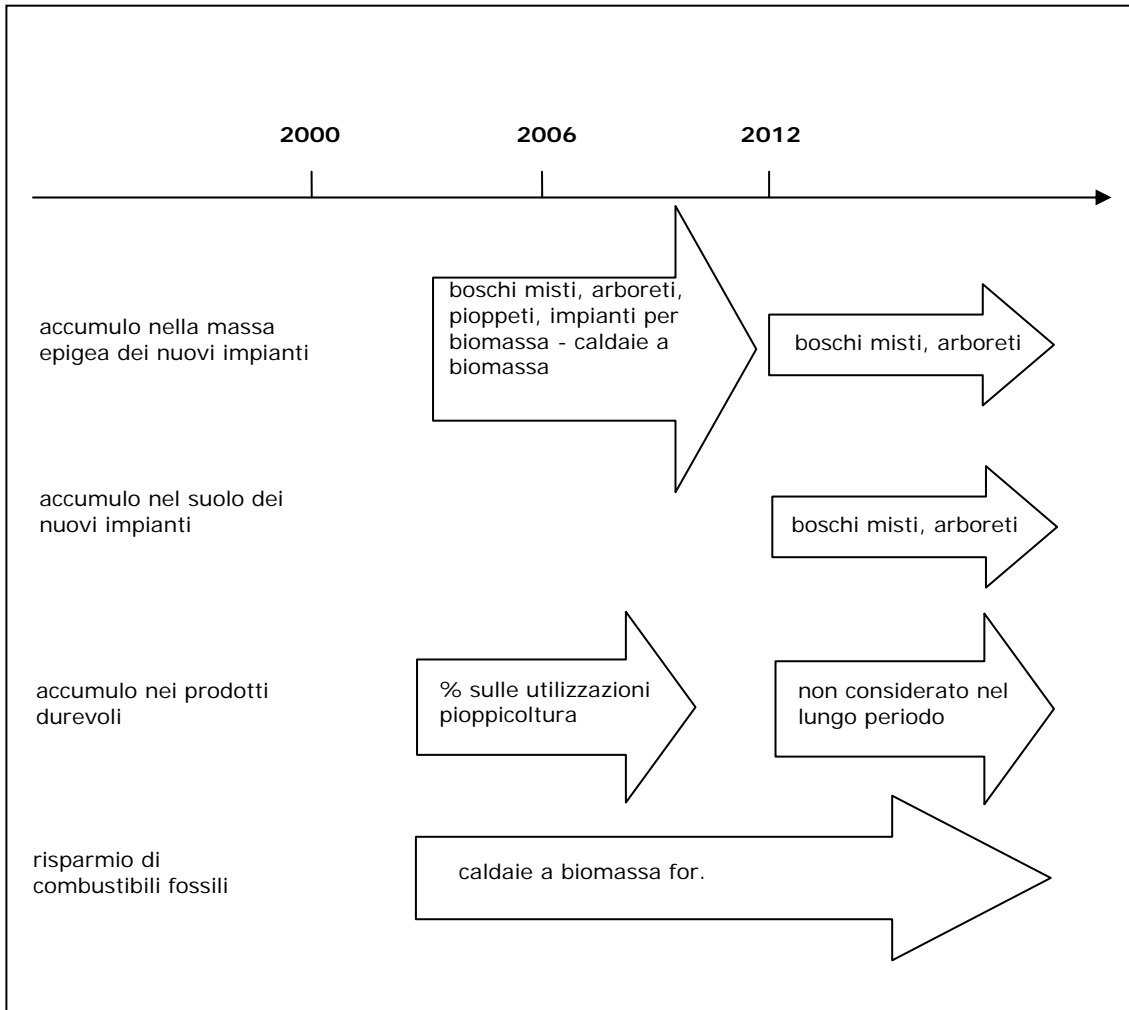 2000 2006 2012
accumulo nella massa
epigea dei nuovi impianti
boschi misti, arboreti,
pioppeti, impianti per
biomassa - caldaie a
biomassa
boschi misti, arboreti
accumulo nel suolo dei
nuovi impianti
boschi misti, arboreti
accumulo nei prodotti
durevoli
% sulle utilizzazioni
pioppicoltura
non considerato nel
lungo periodo
risparmio di
combustibili fossili
caldaie a biomassa for.